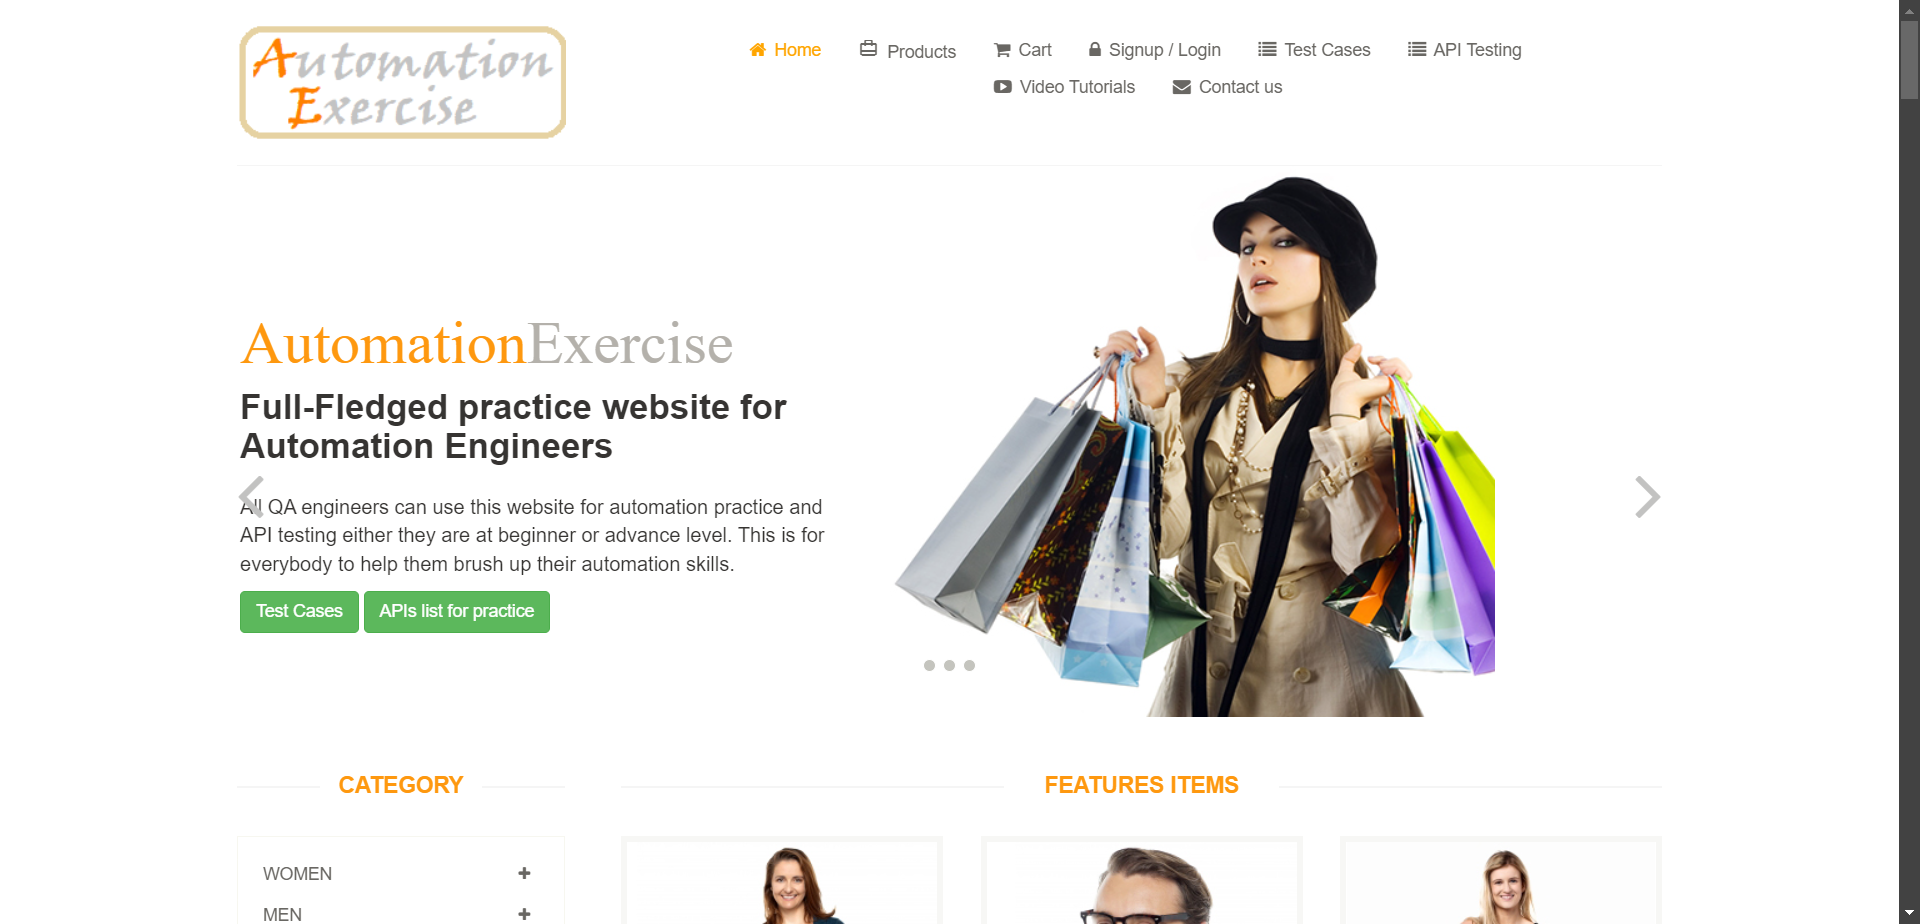 Automation
Exercise
Home
Products
Cart
Signup / Login
Test Cases
API Testing
Video Tutorials
Contact us
AutomationExercise
Full-Fledged practice website for
Automation Engineers
All QA engineers can use this website for automation practice and
API testing either they are at beginner or advance level. This is for
everybody to help them brush up their automation skills.
Test Cases
APIs list for practice
CATEGORY
FEATURES ITEMS
WOMEN
MEN